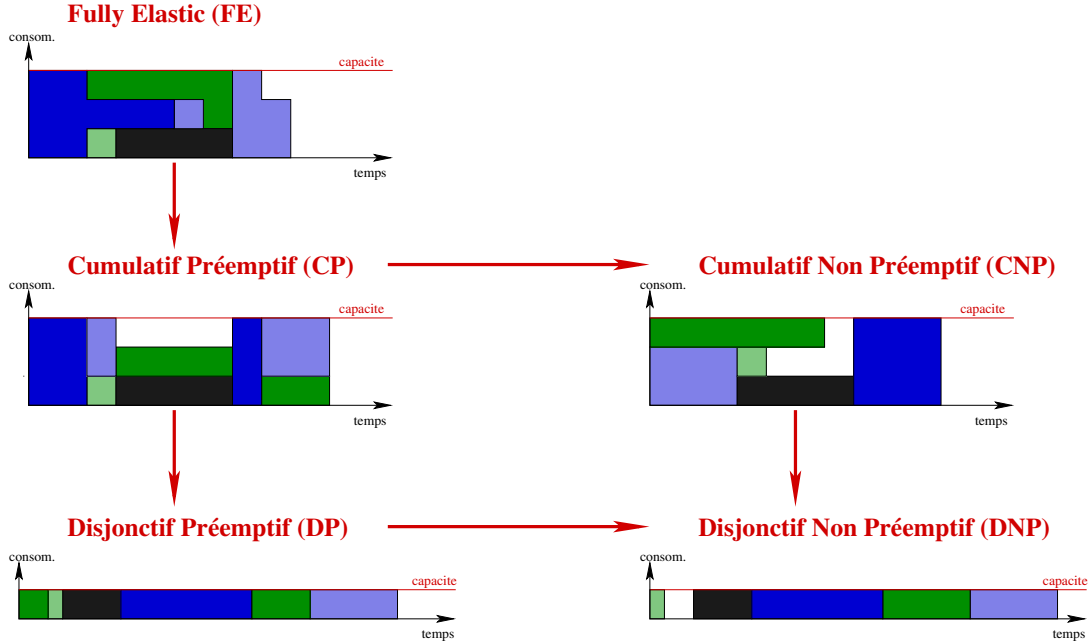 Fully Elastic (FE)
consom.
capacite
temps
Cumulatif Préemptif (CP)
consom.
capacite
temps
Cumulatif Non Préemptif (CNP)
consom.
capacite
temps
Disjonctif Préemptif (DP)
consom.
capacite
temps
Disjonctif Non Préemptif (DNP)
consom.
capacite
temps